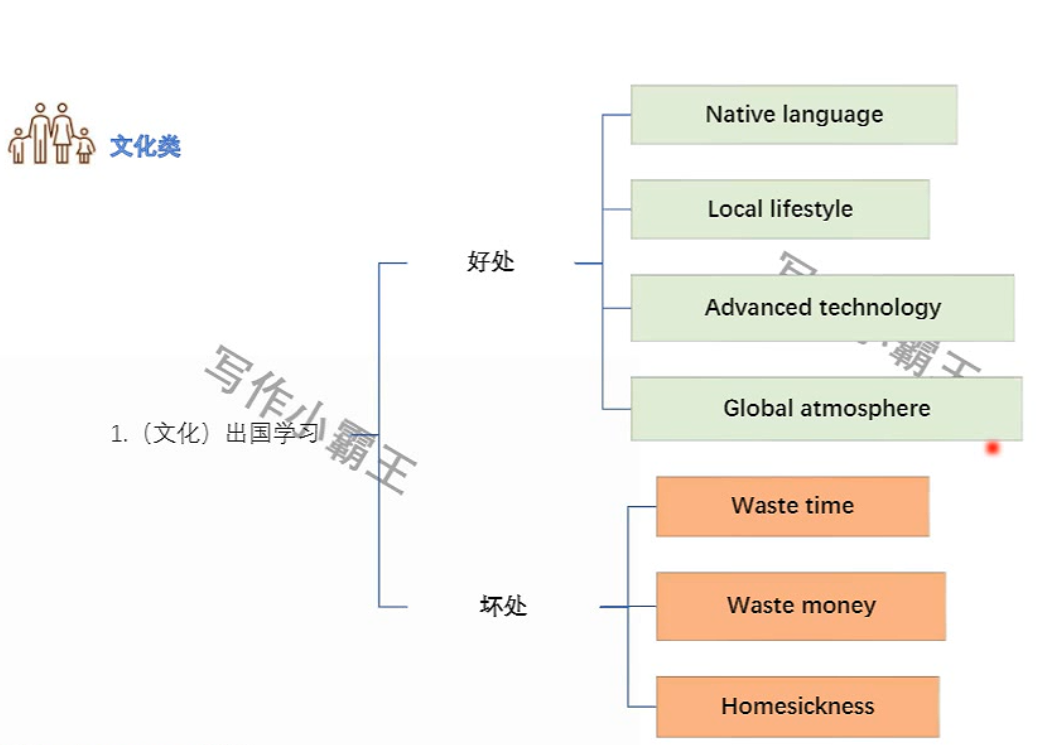 文化类
1.（文化）出国学习
好处
Native language
Local lifestyle
Advanced technology
Global atmosphere
坏处
Waste time
Waste money
Homesickness
写作小霸王
写作小霸王